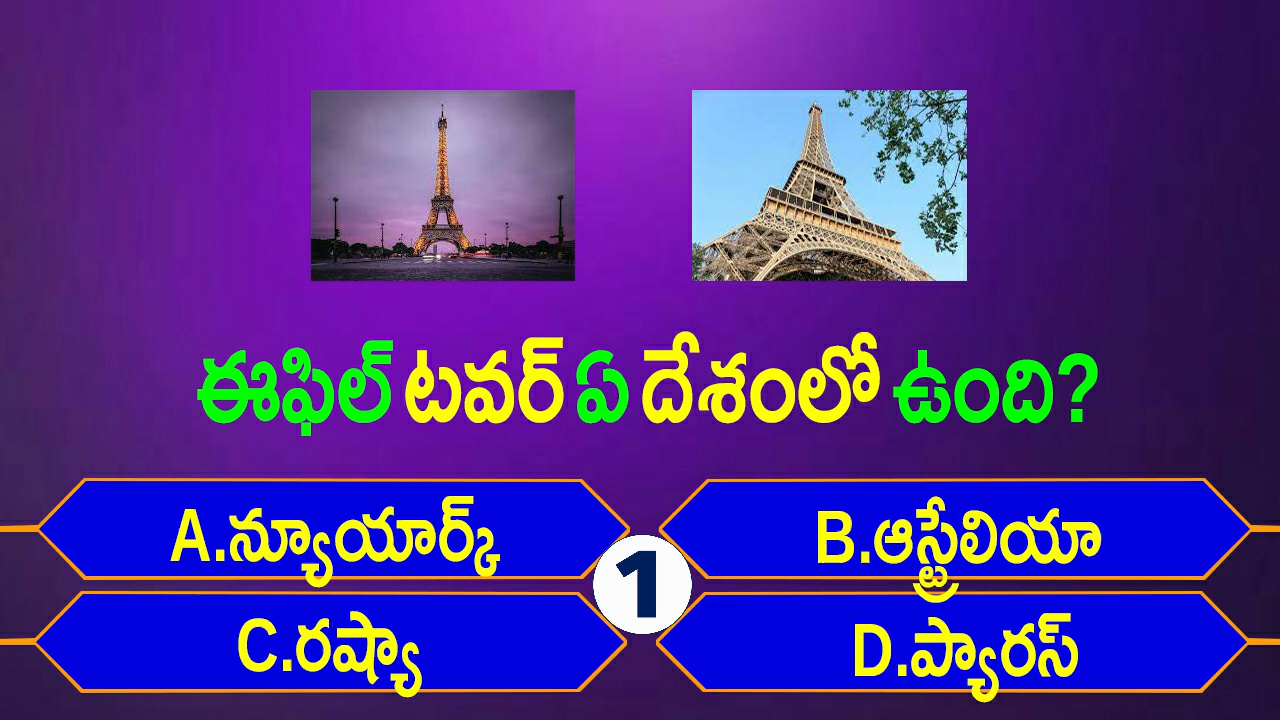 ఈఫిల్ టవర్ ఏ దేశంలో ఉంది?
A.న్యూయార్క్
B.ఆస్ట్రేలియా
1
C.రష్యా
D.ప్యారస్